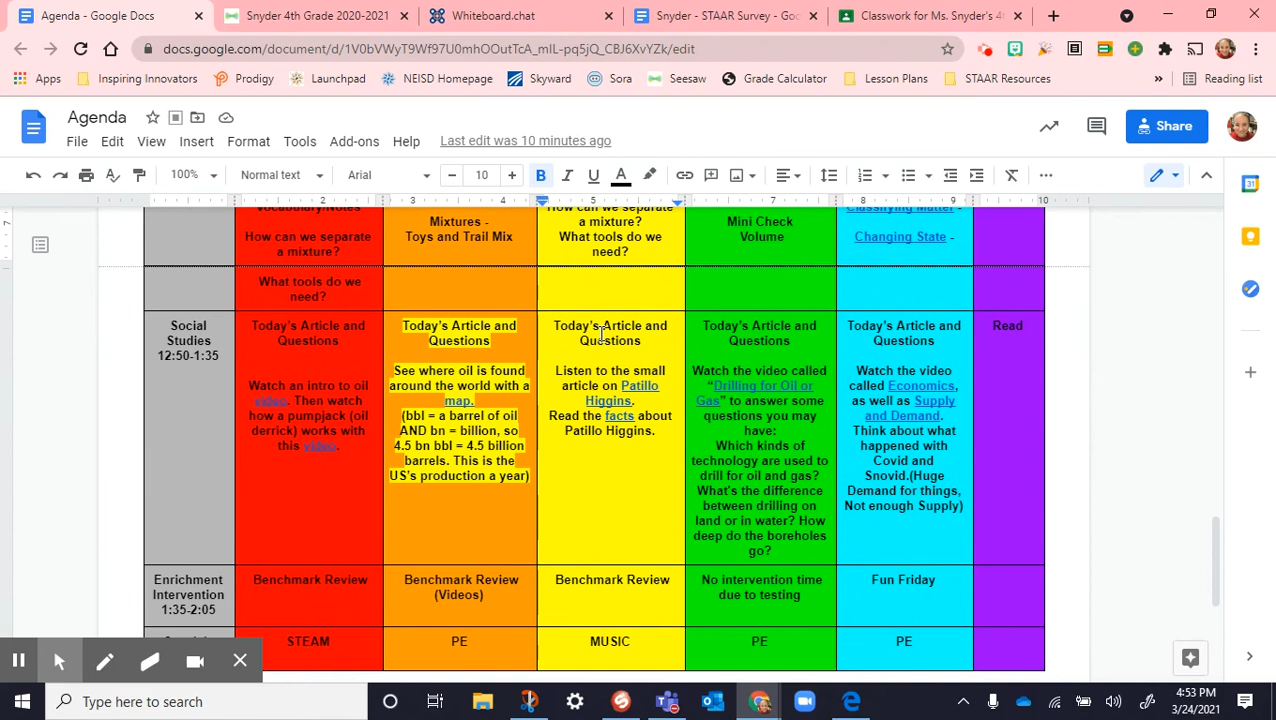 Agenda - Google Docs
Snyder 4th Grade 2020-2021
Whiteboard.chat
Snyder - STAAR Survey - Goo
Classwork for Ms. Snyder's 4t
docs.google.com/document/d/1V0bVWyT9Wf97U0mhOOutTcA_mIL-pq5jQ_CBJ6XvYZk/edit
Apps
Inspiring Innovators
Prodigy
Launchpad
NEISD Homepage
Skyward
Sora
Seesaw
Grade Calculator
Lesson Plans
STAAR Resources
Reading list
Agenda
File Edit View Insert Format Tools Add-ons Help Last edit was 10 minutes ago
Share
100%
Normal text
Arial
10
B I U A
2 3 4 5 6 7 8 9 10
Vocabulary/Notes
How can we separate
a mixture?
Mixtures -
Toys and Trail Mix
How can we separate
a mixture?
What tools do we
need?
Mini Check
Volume
Classifying Matter -
Changing State -
What tools do we
need?
Social
Studies
12:50-1:35
Today's Article and
Questions
Watch an intro to oil
video. Then watch
how a pumpjack (oil
derrick) works with
this video.
Today's Article and
Questions
See where oil is found
around the world with a
map.
(bbl = a barrel of oil
AND bn = billion, so
4.5 bn bbl = 4.5 billion
barrels. This is the
US's production a year)
Today's Article and
Questions
Listen to the small
article on Patillo
Higgins.
Read the facts about
Patillo Higgins.
Today's Article and
Questions
Watch the video called
"Drilling for Oil or
Gas" to answer some
questions you may
have:
Which kinds of
technology are used to
drill for oil and gas?
What's the difference
between drilling on
land or in water? How
deep do the boreholes
go?
Today's Article and
Questions
Watch the video
called Economics,
as well as Supply
and Demand.
Think about what
happened with
Covid and
Snovid.(Huge
Demand for things,
Not enough Supply)
Read
Enrichment
Intervention
1:35-2:05
Benchmark Review
Benchmark Review
(Videos)
Benchmark Review
No intervention time
due to testing
Fun Friday
STEAM
PE
MUSIC
PE
PE
Type here to search
4:53 PM
3/24/2021